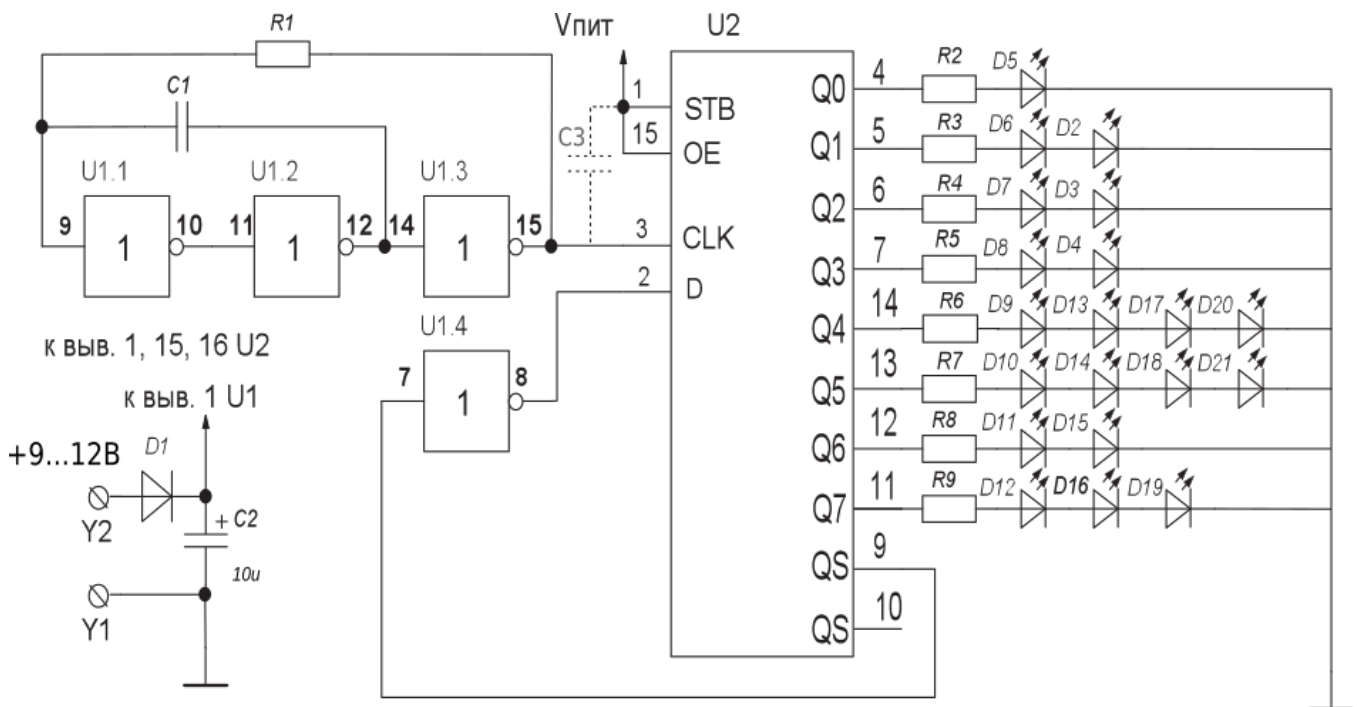 R1
C1
U1.1
U1.2
U1.3
9
1
10
11
1
12
14
1
15
Vпит
U2
C3
1
STB
15
OE
3
CLK
2
D
U1.4
7
1
8
к выв. 1, 15, 16 U2
к выв. 1 U1
+9...12В
D1
Y2
+ C2
10u
Y1
Q0 4 R2 D5
Q1 5 R3 D6 D2
Q2 6 R4 D7 D3
Q3 7 R5 D8 D4
Q4 14 R6 D9 D13 D17 D20
Q5 13 R7 D10 D14 D18 D21
Q6 12 R8 D11 D15
Q7 11 R9 D12 D16 D19
QS 9
QS 10